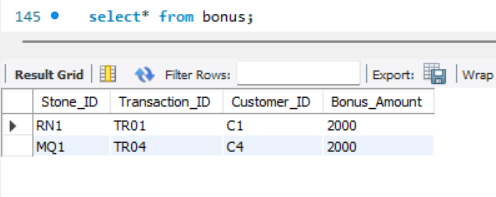 145 select* from bonus;
Result Grid Filter Rows: Export: Wrap
Stone_ID Transaction_ID Customer_ID Bonus_Amount
RN1 TR01 C1 2000
MQ1 TR04 C4 2000